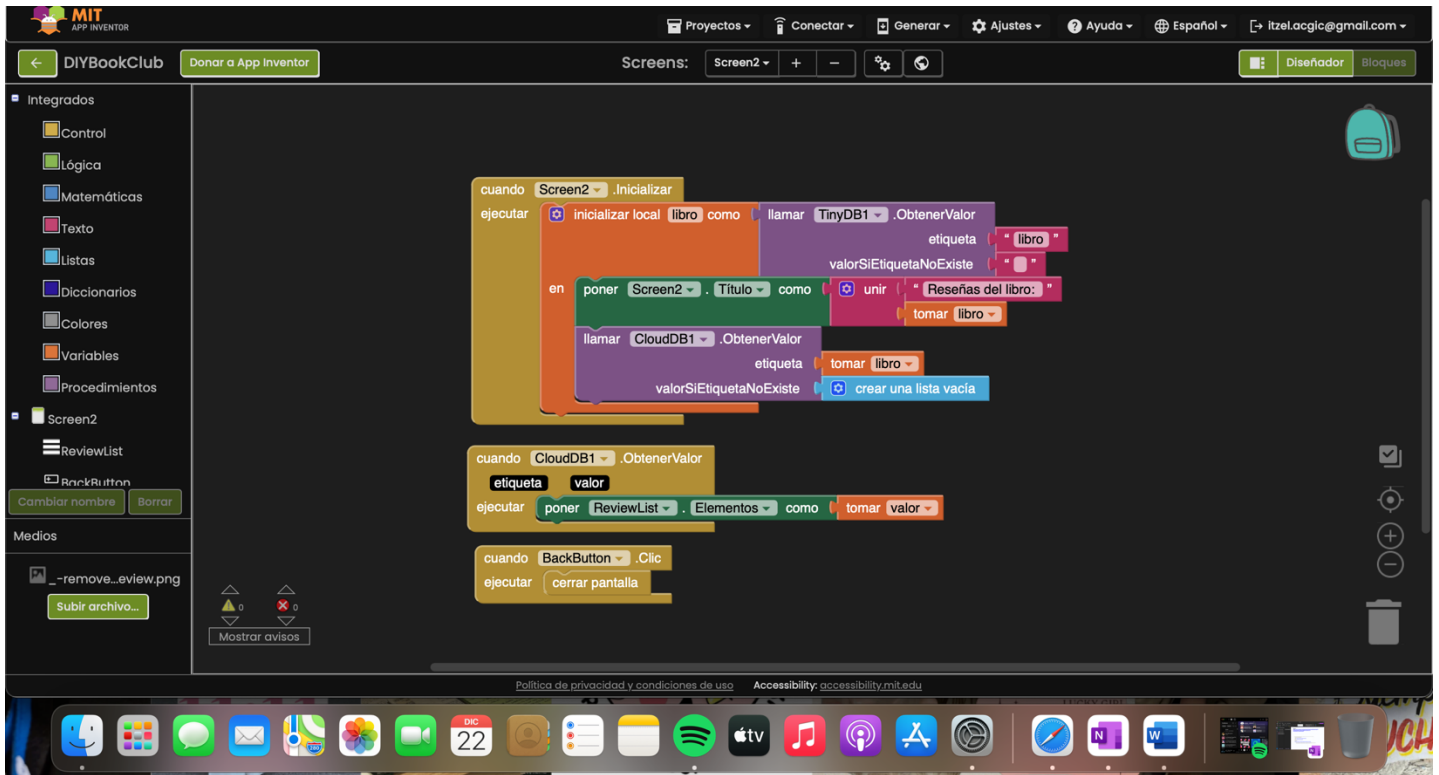 MIT
APP INVENTOR
Proyectos
Conectar
Generar
Ajustes
Ayuda
Español
itzel.acgic@gmail.com
DIYBookClub
Donar a App Inventor
Screens:
Screen2
+
−
Diseñador
Bloques
Integrados
Control
Lógica
Matemáticas
Texto
Listas
Diccionarios
Colores
Variables
Procedimientos
Screen2
ReviewList
BackButton
Cambiar nombre
Borrar
Medios
_-remove...eview.png
Subir archivo...
cuando Screen2 .Inicializar
ejecutar inicializar local libro como llamar TinyDB1 .ObtenerValor
etiqueta " libro "
valorSiEtiquetaNoExiste " "
en poner Screen2 . Título como unir " Reseñas del libro: "
tomar libro
llamar CloudDB1 .ObtenerValor
etiqueta tomar libro
valorSiEtiquetaNoExiste crear una lista vacía
cuando CloudDB1 .ObtenerValor
etiqueta valor
ejecutar poner ReviewList . Elementos como tomar valor
cuando BackButton .Clic
ejecutar cerrar pantalla
0 0
Mostrar avisos
Política de privacidad y condiciones de uso Accessibility: accessibility.mit.edu
DIC
22
280
tv
N
W